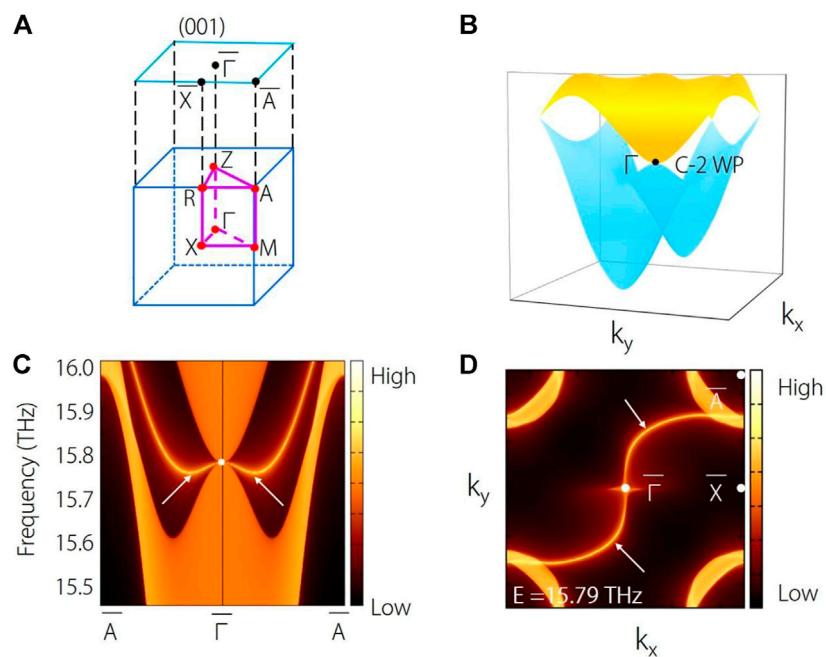 A
(001)
Γ̅
X̅
A̅
Z
R
A
Γ
X
M
B
Γ
C-2 WP
k_y
k_x
C
Frequency (THz)
16.0
15.9
15.8
15.7
15.6
15.5
A̅
Γ̅
A̅
High
Low
D
A̅
Γ̅
X̅
k_y
E =15.79 THz
k_x
High
Low